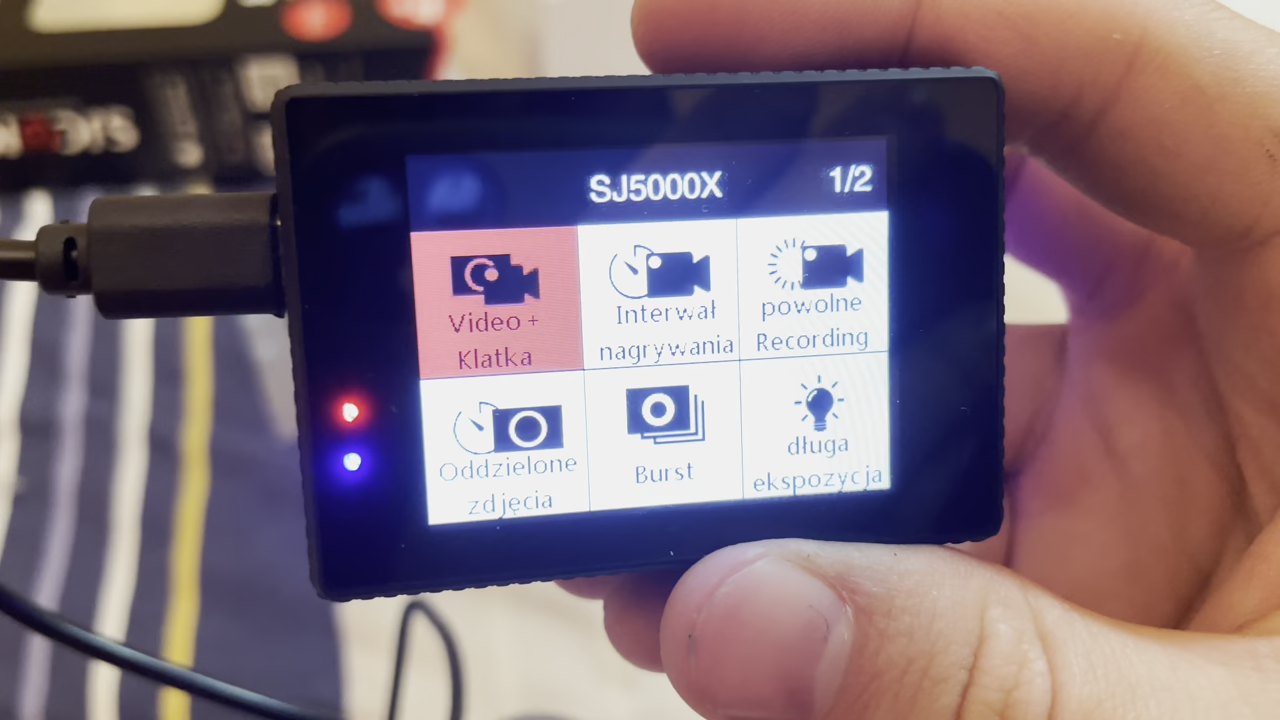 SJ5000X 1/2
Video +
Klatka
Interwał
nagrywania
powolne
Recording
Oddzielone
zdjęcia
Burst
długa
ekspozycja